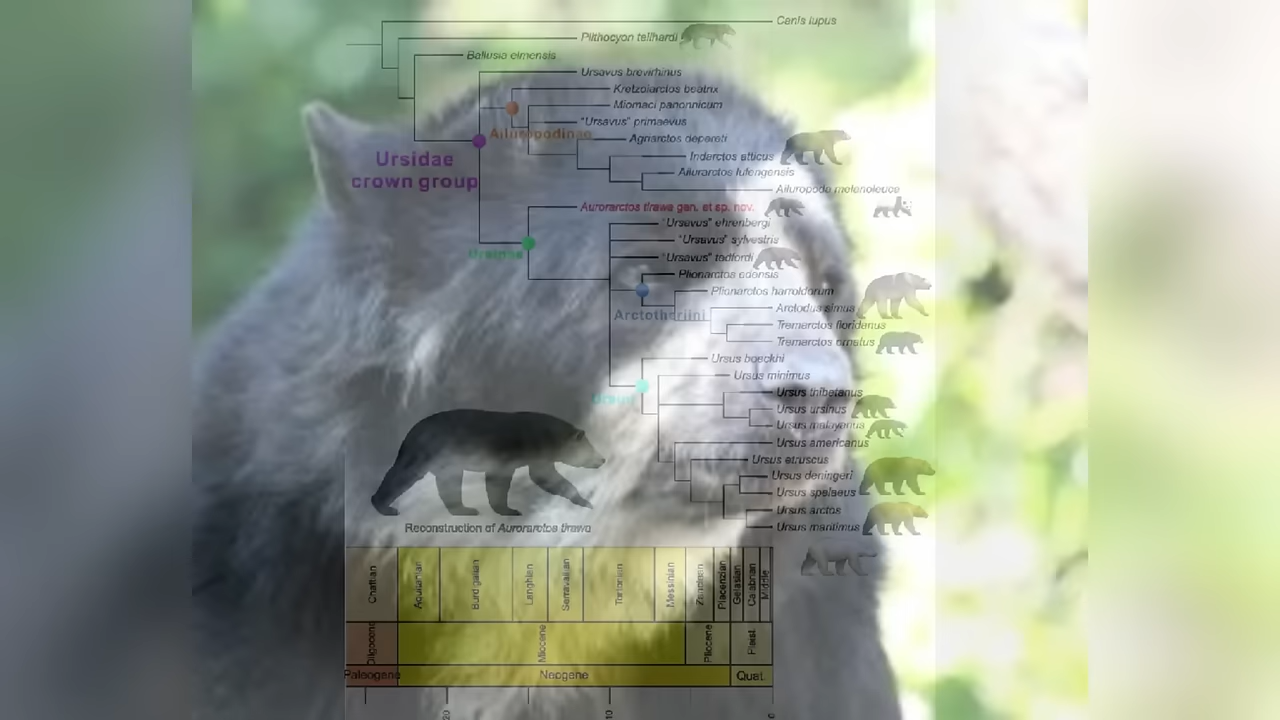 Canis lupus
Plithocyon teilhardi
Ballusia elmensis
Ursavus brevirhinus
Kretzoiarctos beatrix
Miomaci pannonicum
"Ursavus" primaevus
Ailuropodinae
Agriarctos depereti
Indarctos atticus
Ursidae
crown group
Ailurarctos lufengensis
Ailuropoda melanoleuca
Aurorarctos tirawa gen. et sp. nov.
"Ursavus" ehrenbergi
"Ursavus" sylvestris
Ursinae
"Ursavus" tedfordi
Plionarctos edensis
Plionarctos harroldorum
Arctodus simus
Arctotheriini
Tremarctos floridanus
Tremarctos ornatus
Ursus boeckhi
Ursus minimus
Ursus thibetanus
Ursini
Ursus ursinus
Ursus malayanus
Ursus americanus
Ursus etruscus
Ursus deningeri
Ursus spelaeus
Ursus arctos
Ursus maritimus
Reconstruction of Aurorarctos tirawa
Chattian
Aquitanian
Burdigalian
Langhian
Serravallian
Tortonian
Messinian
Zanclean
Piacenzian
Gelasian
Calabrian
Middle
Oligocene
Miocene
Pliocene
Pleist.
Paleogene
Neogene
Quat.
20
10
0